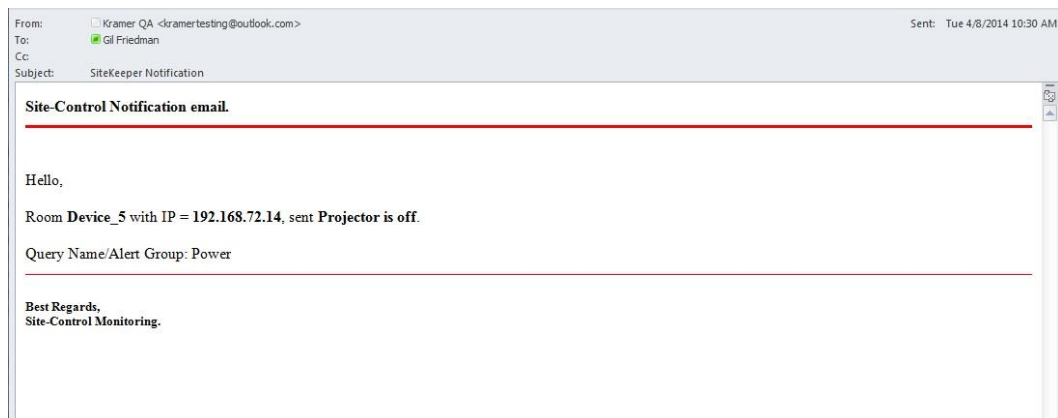 From: Kramer QA <kramertesting@outlook.com> Sent: Tue 4/8/2014 10:30 AM
To: Gil Friedman
Cc:
Subject: SiteKeeper Notification
Site-Control Notification email.
Hello,
Room Device_5 with IP = 192.168.72.14, sent Projector is off.
Query Name/Alert Group: Power
Best Regards,
Site-Control Monitoring.